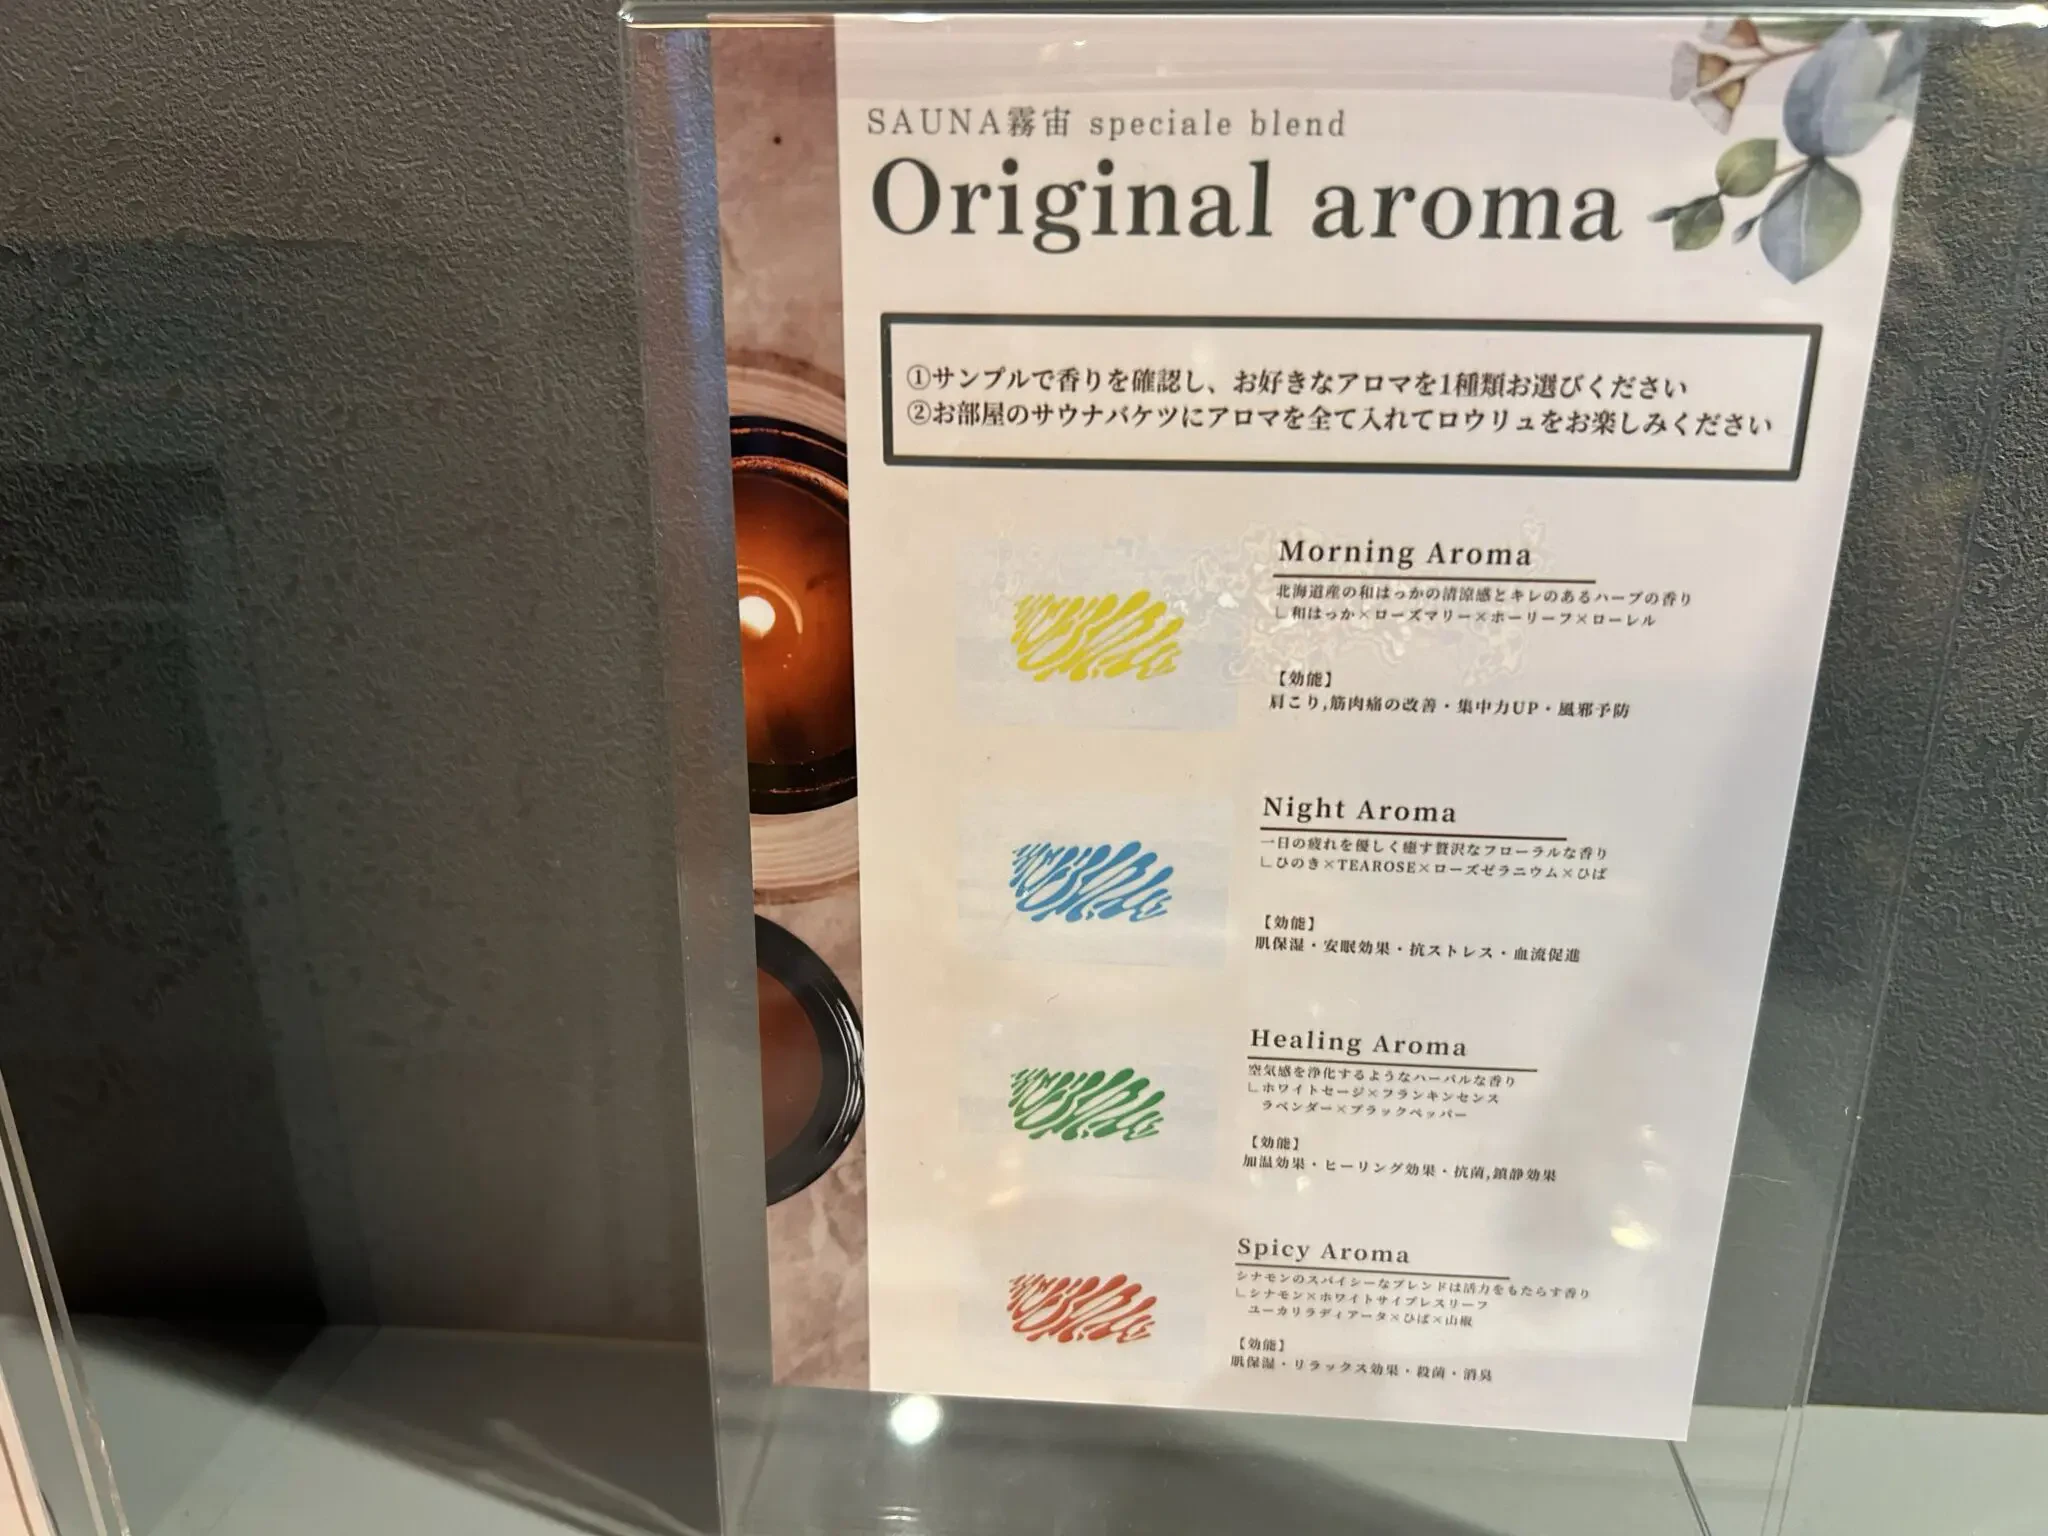 SAUNA霧宙 speciale blend
Original aroma
①サンプルで香りを確認し、お好きなアロマを1種類お選びください
②お部屋のサウナバケツにアロマを全て入れてロウリュをお楽しみください
Morning Aroma
北海道産の和はっかの清涼感とキレのあるハーブの香り
∟和はっか×ローズマリー×ホーリーフ×ローレル
【効能】
肩こり,筋肉痛の改善・集中力UP・風邪予防
Night Aroma
一日の疲れを優しく癒す贅沢なフローラルな香り
∟ひのき×TEAROSE×ローズゼラニウム×ひば
【効能】
肌保湿・安眠効果・抗ストレス・血流促進
Healing Aroma
空気感を浄化するようなハーバルな香り
∟ホワイトセージ×フランキンセンス
ラベンダー×ブラックペッパー
【効能】
加温効果・ヒーリング効果・抗菌,鎮静効果
Spicy Aroma
シナモンのスパイシーなブレンドは活力をもたらす香り
∟シナモン×ホワイトサイプレスリーフ
ユーカリラディアータ×ひば×山椒
【効能】
肌保湿・リラックス効果・殺菌・消臭